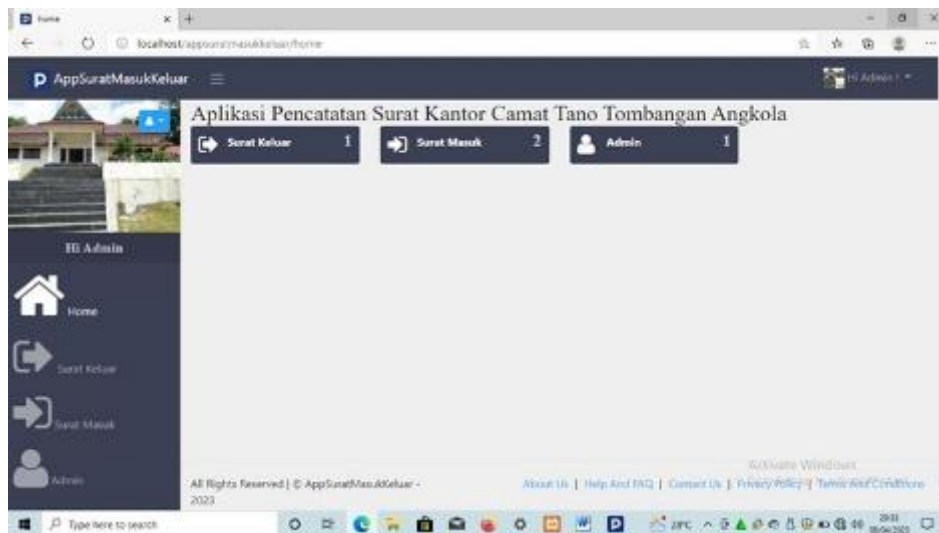 Home
localhost/appsuratmasukkeluar/home
AppSuratMasukKeluar
Hi Admin !
Aplikasi Pencatatan Surat Kantor Camat Tano Tombangan Angkola
Surat Keluar 1 Surat Masuk 2 Admin 1
Hi Admin
Home
Surat Keluar
Surat Masuk
Admin
Activate Windows
All Rights Reserved | © AppSuratMasukKeluar -
2023
About Us | Help And FAQ | Contact Us | Privacy Policy | Terms And Conditions
Type here to search
20:33